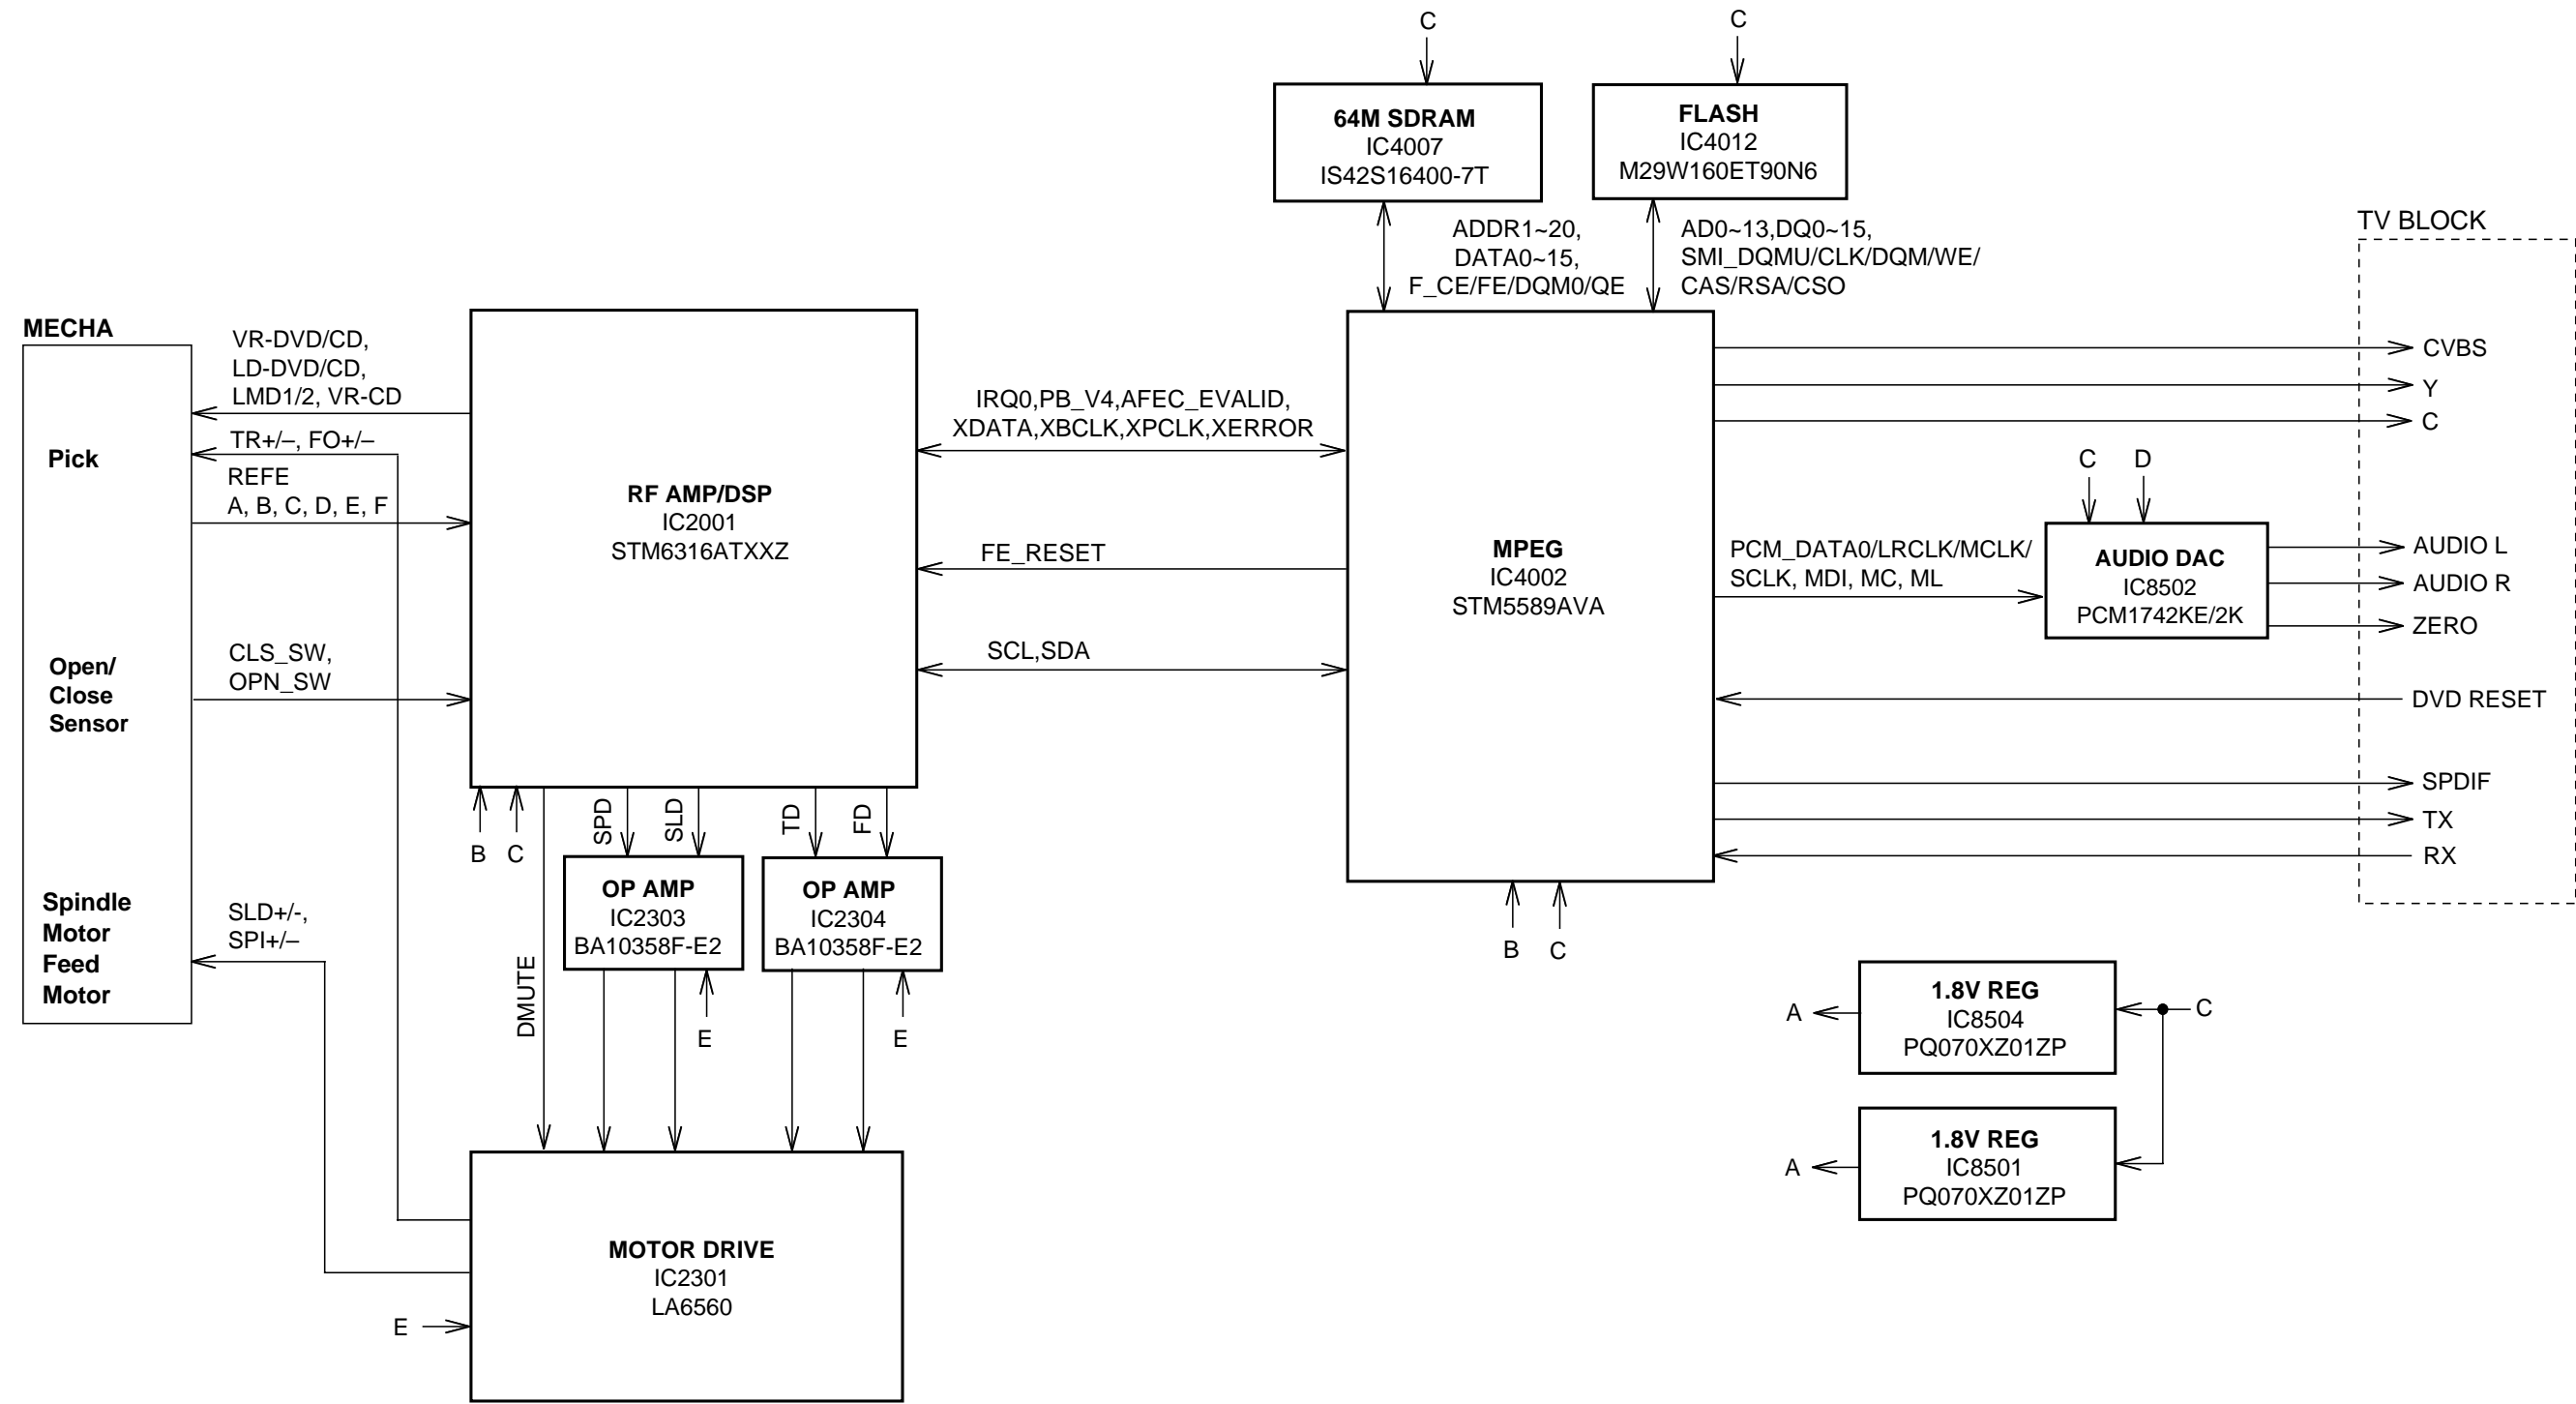 C
C
64M SDRAM
IC4007
IS42S16400-7T
FLASH
IC4012
M29W160ET90N6
ADDR1~20,
DATA0~15,
F_CE/FE/DQM0/QE
AD0~13,DQ0~15,
SMI_DQMU/CLK/DQM/WE/
CAS/RSA/CSO
TV BLOCK
MECHA
Pick
Open/
Close
Sensor
Spindle
Motor
Feed
Motor
VR-DVD/CD,
LD-DVD/CD,
LMD1/2, VR-CD
TR+/–, FO+/–
REFE
A, B, C, D, E, F
CLS_SW,
OPN_SW
SLD+/-,
SPI+/–
RF AMP/DSP
IC2001
STM6316ATXXZ
IRQ0,PB_V4,AFEC_EVALID,
XDATA,XBCLK,XPCLK,XERROR
FE_RESET
SCL,SDA
MPEG
IC4002
STM5589AVA
CVBS
Y
C
C
D
PCM_DATA0/LRCLK/MCLK/
SCLK, MDI, MC, ML
AUDIO DAC
IC8502
PCM1742KE/2K
AUDIO L
AUDIO R
ZERO
DVD RESET
SPDIF
TX
RX
B
C
DMUTE
SPD
SLD
TD
FD
OP AMP
IC2303
BA10358F-E2
OP AMP
IC2304
BA10358F-E2
E
E
B
C
1.8V REG
IC8504
PQ070XZ01ZP
A
C
1.8V REG
IC8501
PQ070XZ01ZP
A
MOTOR DRIVE
IC2301
LA6560
E